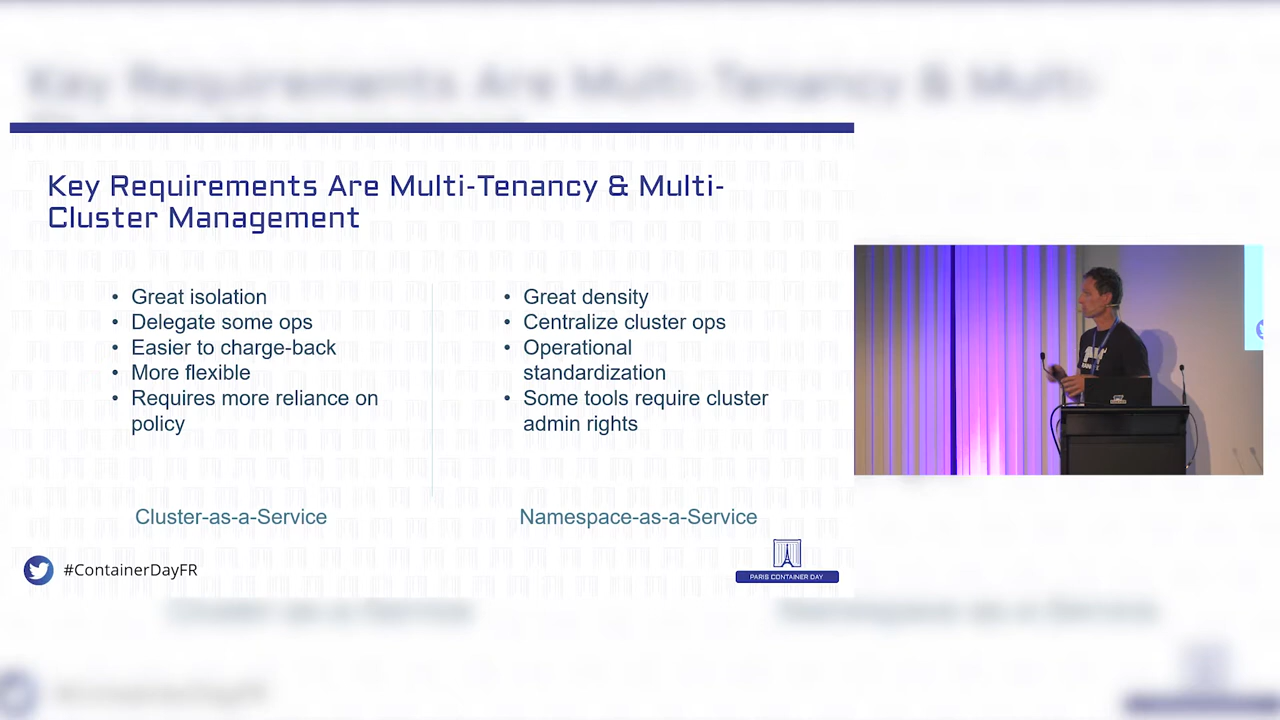 Key Requirements Are Multi-Tenancy & Multi-
Cluster Management
• Great isolation
• Delegate some ops
• Easier to charge-back
• More flexible
• Requires more reliance on
policy
Cluster-as-a-Service
• Great density
• Centralize cluster ops
• Operational
standardization
• Some tools require cluster
admin rights
Namespace-as-a-Service
#ContainerDayFR
PARIS CONTAINER DAY